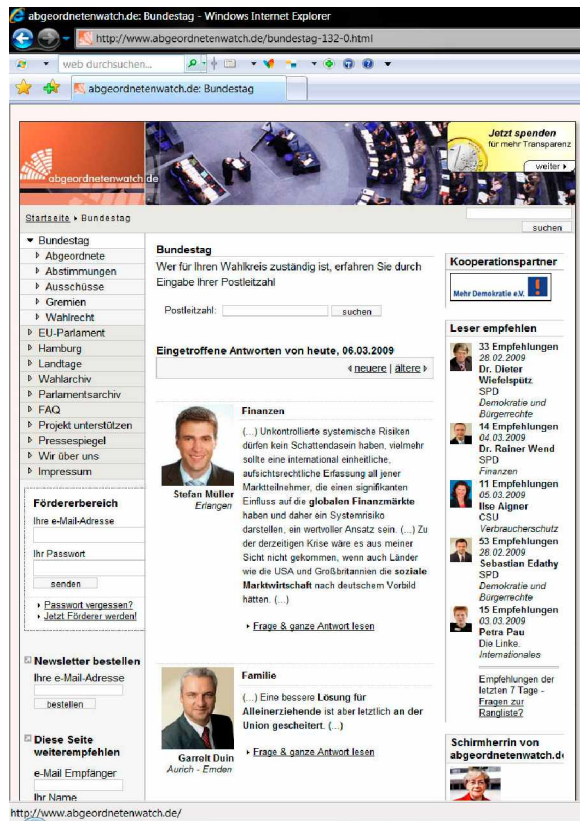 abgeordnetenwatch.de: Bundestag - Windows Internet Explorer
http://www.abgeordnetenwatch.de/bundestag-132-0.html
web durchsuchen...
abgeordnetenwatch.de: Bundestag
abgeordnetenwatch.de
Jetzt spenden
für mehr Transparenz
weiter
Startseite ▸ Bundestag
suchen
Bundestag
Abgeordnete
Abstimmungen
Ausschüsse
Gremien
Wahlrecht
EU-Parlament
Hamburg
Landtage
Wahlarchiv
Parlamentsarchiv
FAQ
Projekt unterstützen
Pressespiegel
Wir über uns
Impressum
Fördererbereich
Ihre e-Mail-Adresse
Ihr Passwort
senden
Passwort vergessen?
Jetzt Förderer werden!
Newsletter bestellen
Ihre e-Mail-Adresse
bestellen
Diese Seite
weiterempfehlen
e-Mail Empfänger
Ihr Name
Bundestag
Wer für Ihren Wahlkreis zuständig ist, erfahren Sie durch
Eingabe Ihrer Postleitzahl
Postleitzahl:
suchen
Eingetroffene Antworten von heute, 06.03.2009
neuere | ältere
Stefan Müller
Erlangen
Finanzen
(...) Unkontrollierte systemische Risiken
dürfen kein Schattendasein haben, vielmehr
sollte eine international einheitliche,
aufsichtsrechtliche Erfassung all jener
Marktteilnehmer, die einen signifikanten
Einfluss auf die globalen Finanzmärkte
haben und daher ein Systemrisiko
darstellen, ein wertvoller Ansatz sein. (...) Zu
der derzeitigen Krise wäre es aus meiner
Sicht nicht gekommen, wenn auch Länder
wie die USA und Großbritannien die soziale
Marktwirtschaft nach deutschem Vorbild
hätten. (...)
Frage & ganze Antwort lesen
Garrelt Duin
Aurich - Emden
Familie
(...) Eine bessere Lösung für
Alleinerziehende ist aber letztlich an der
Union gescheitert. (...)
Frage & ganze Antwort lesen
Kooperationspartner
Mehr Demokratie e.V. !
Leser empfehlen
33 Empfehlungen
28.02.2009
Dr. Dieter
Wiefelspütz
SPD
Demokratie und
Bürgerrechte
14 Empfehlungen
04.03.2009
Dr. Rainer Wend
SPD
Finanzen
11 Empfehlungen
05.03.2009
Ilse Aigner
CSU
Verbraucherschutz
53 Empfehlungen
28.02.2009
Sebastian Edathy
SPD
Demokratie und
Bürgerrechte
15 Empfehlungen
03.03.2009
Petra Pau
Die Linke.
Internationales
Empfehlungen der
letzten 7 Tage -
Fragen zur
Rangliste?
Schirmherrin von
abgeordnetenwatch.de
http://www.abgeordnetenwatch.de/